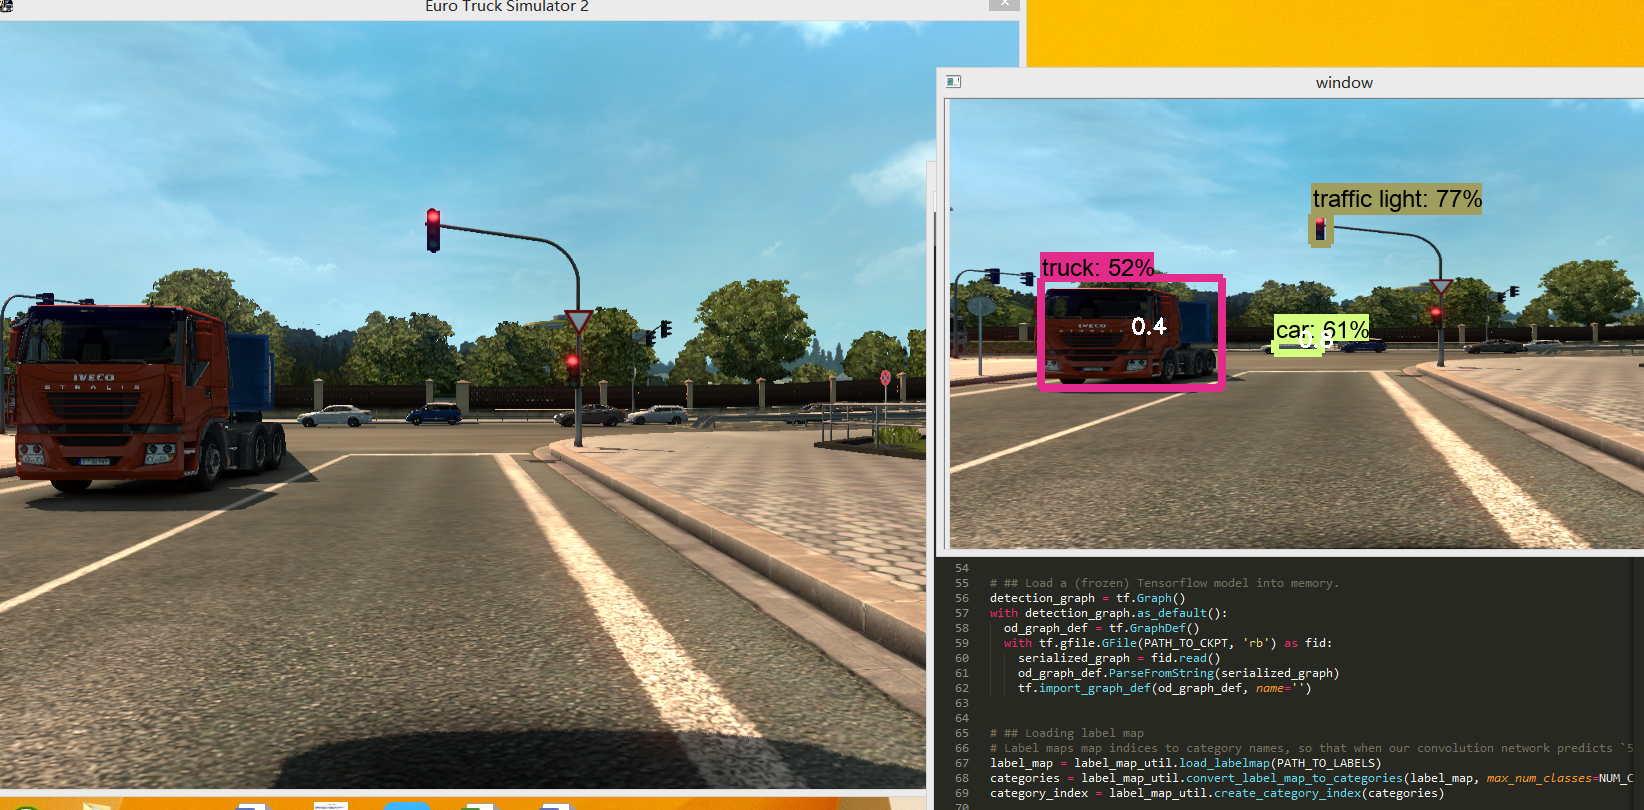 Euro Truck Simulator 2
IVECO
STRALIS
window
traffic light: 77%
truck: 52%
0.4
IVECO
car: 61%
54
55 # ## Load a (frozen) Tensorflow model into memory.
56 detection_graph = tf.Graph()
57 with detection_graph.as_default():
58 od_graph_def = tf.GraphDef()
59 with tf.gfile.GFile(PATH_TO_CKPT, 'rb') as fid:
60 serialized_graph = fid.read()
61 od_graph_def.ParseFromString(serialized_graph)
62 tf.import_graph_def(od_graph_def, name='')
63
64
65 # ## Loading label map
66 # Label maps map indices to category names, so that when our convolution network predicts `5
67 label_map = label_map_util.load_labelmap(PATH_TO_LABELS)
68 categories = label_map_util.convert_label_map_to_categories(label_map, max_num_classes=NUM_C
69 category_index = label_map_util.create_category_index(categories)
70